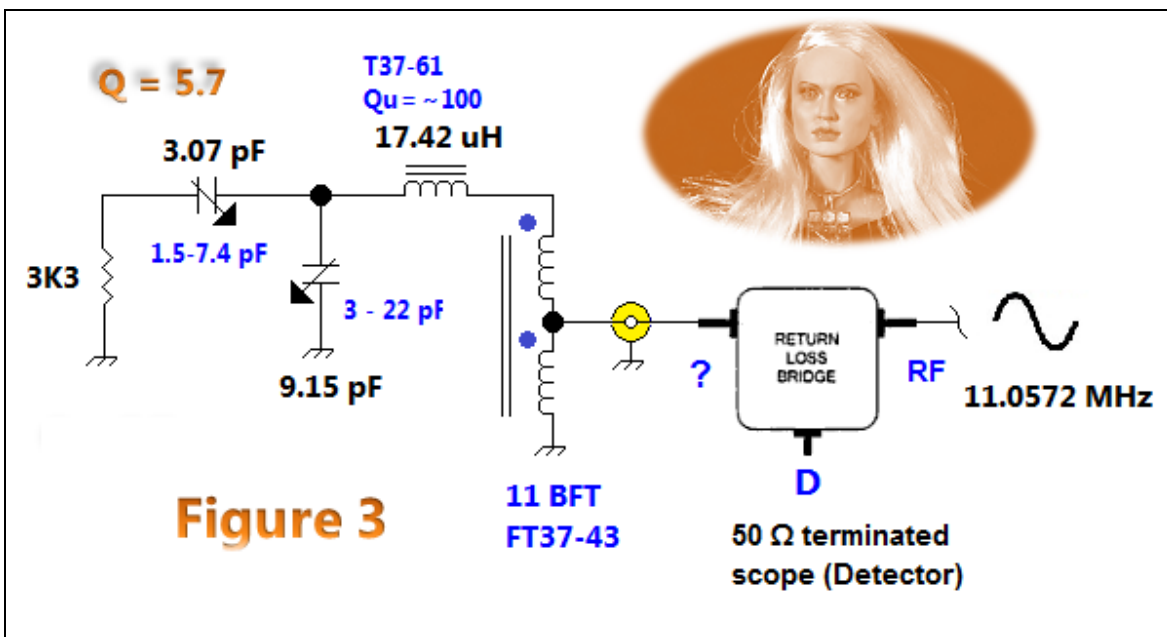 Q = 5.7
T37-61
Qu = ~100
17.42 uH
3.07 pF
1.5-7.4 pF
3K3
3 - 22 pF
9.15 pF
?
RETURN
LOSS
BRIDGE
RF
11.0572 MHz
D
11 BFT
FT37-43
50 Ω terminated
scope (Detector)
Figure 3